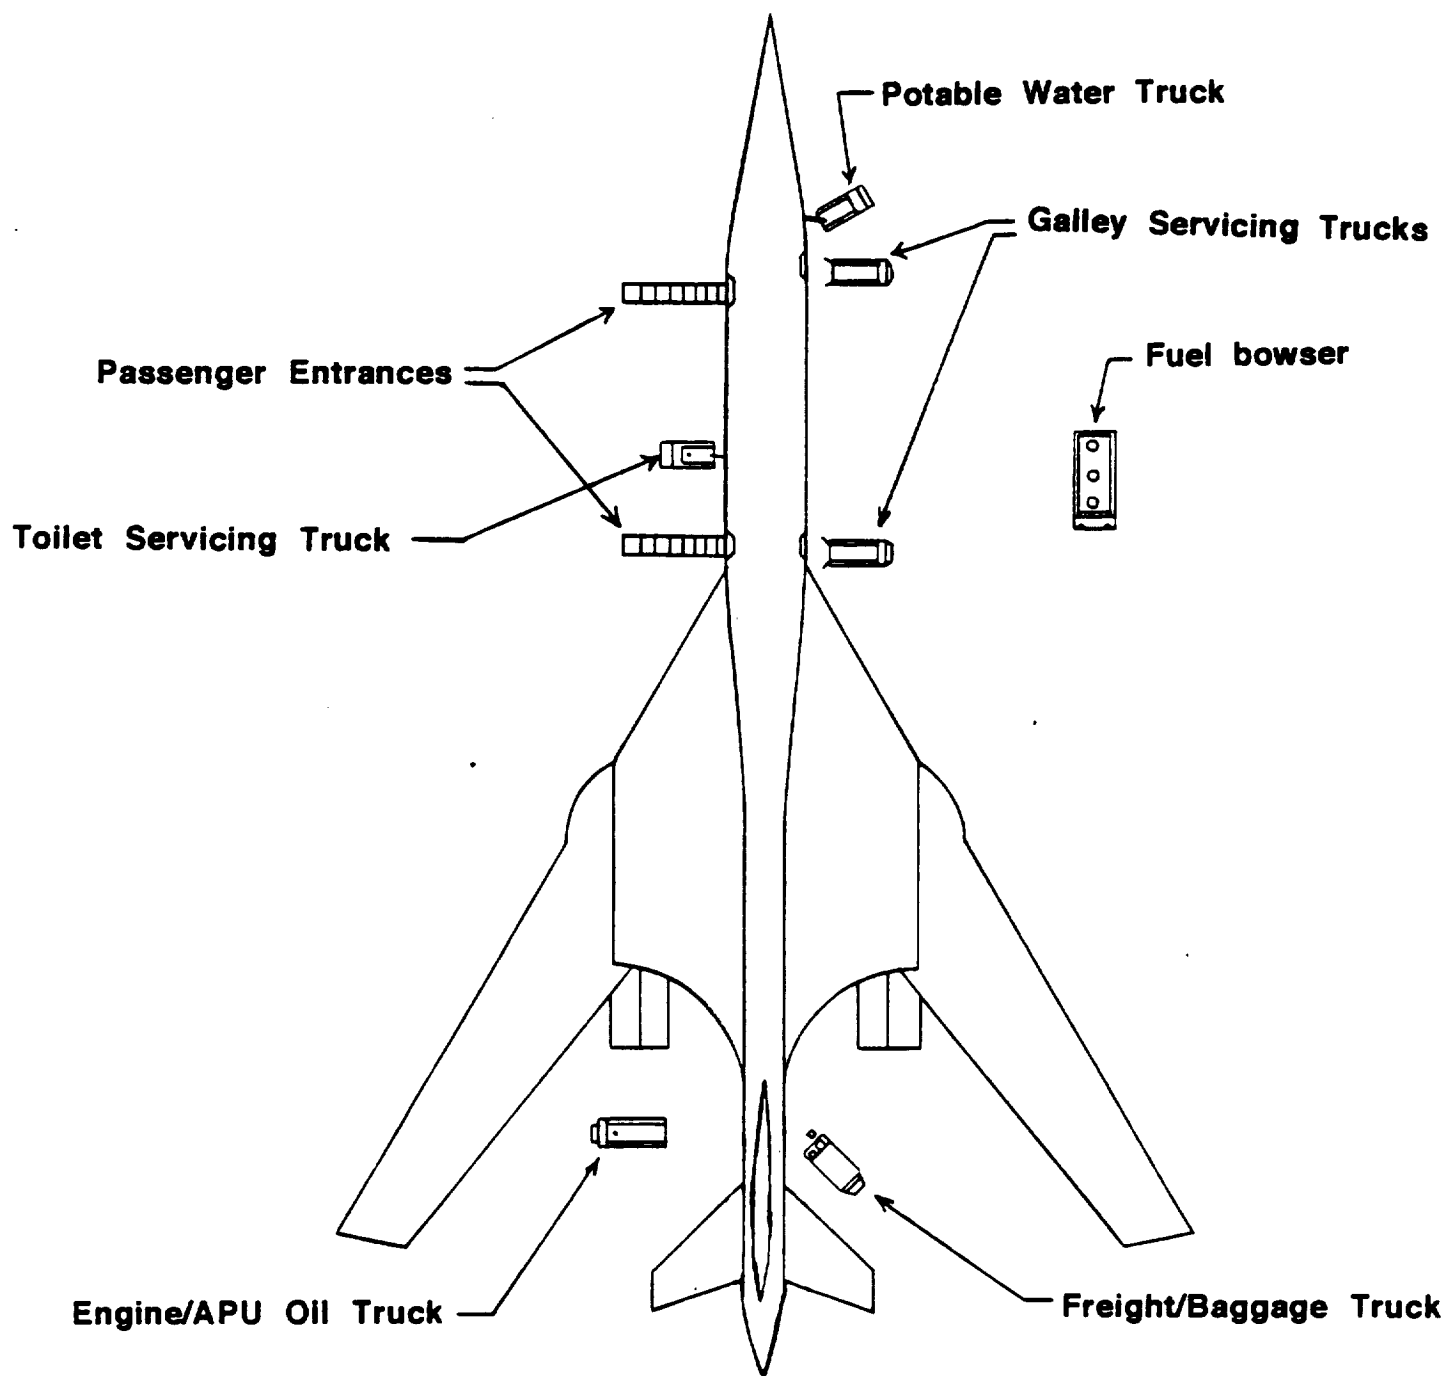 Potable Water Truck
Galley Servicing Trucks
Fuel bowser
Passenger Entrances
Toilet Servicing Truck
Engine/APU Oil Truck
Freight/Baggage Truck